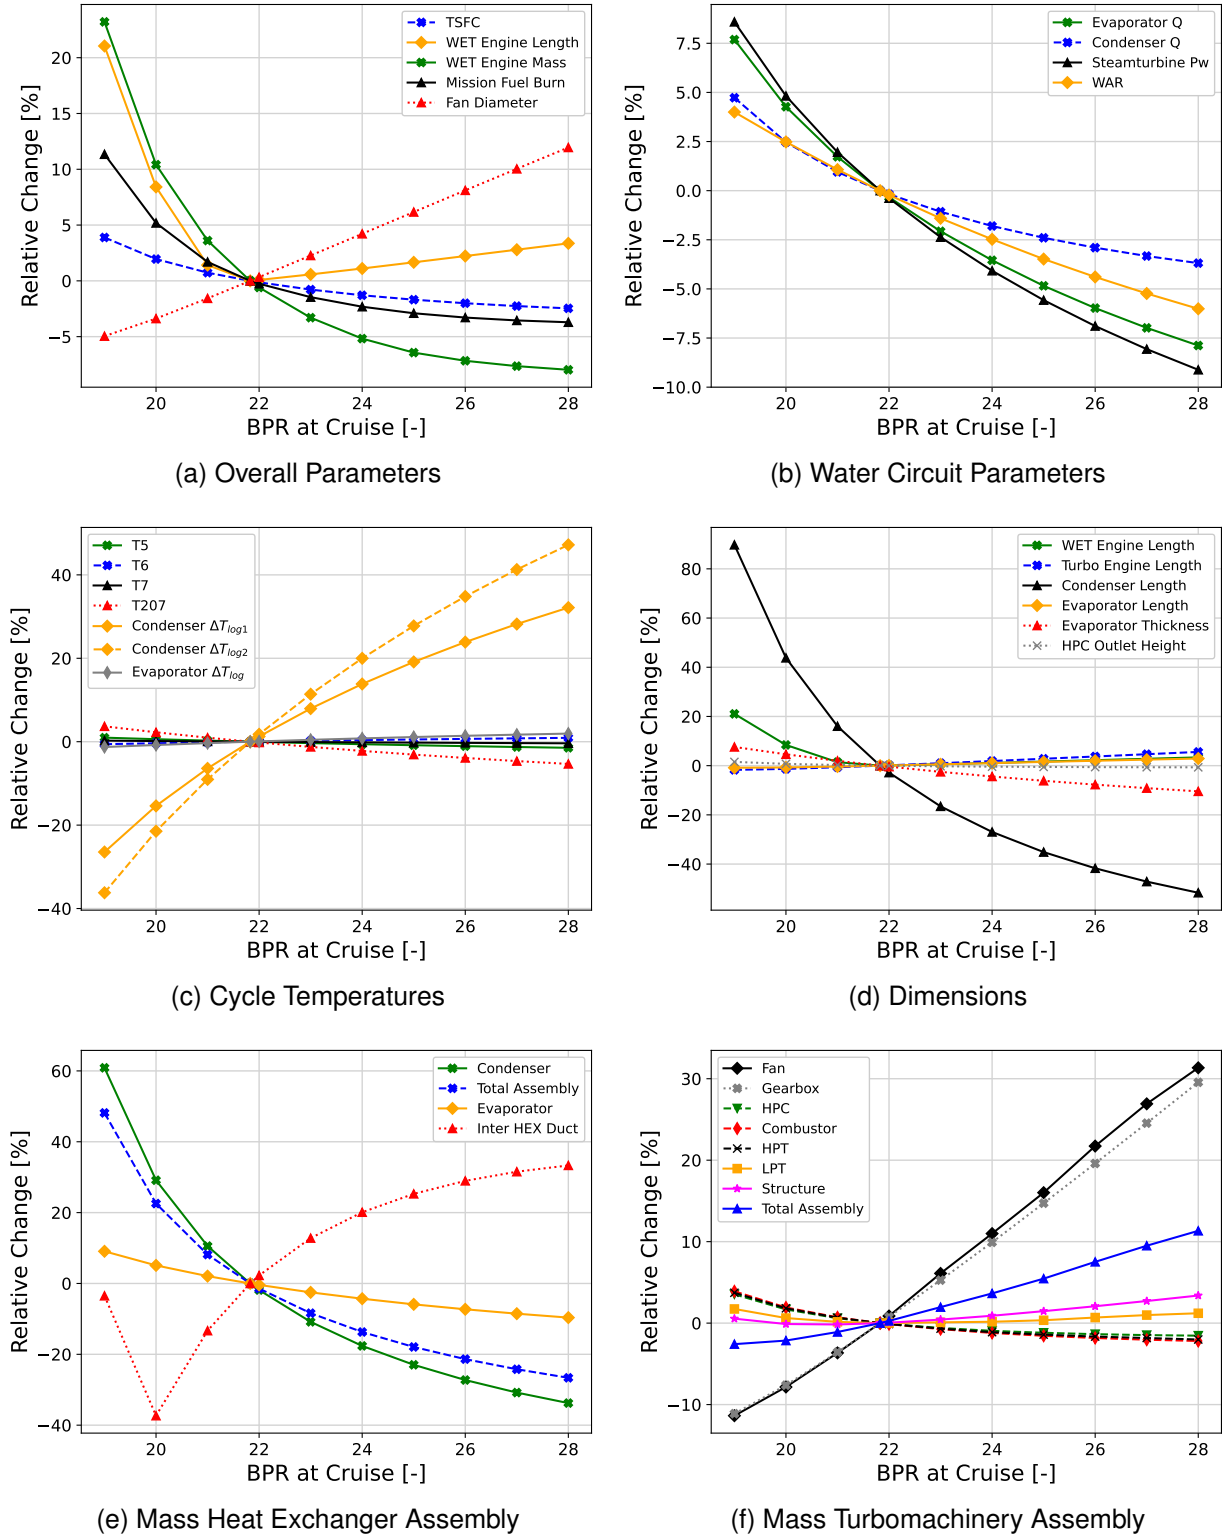 TSFC
WET Engine Length
WET Engine Mass
Mission Fuel Burn
Fan Diameter
20
15
10
5
0
−5
Relative Change [%]
20 22 24 26 28
BPR at Cruise [-]
(a) Overall Parameters
Evaporator Q
Condenser Q
Steamturbine Pw
WAR
7.5
5.0
2.5
0.0
−2.5
−5.0
−7.5
−10.0
Relative Change [%]
20 22 24 26 28
BPR at Cruise [-]
(b) Water Circuit Parameters
T5
T6
T7
T207
Condenser ΔT_log1
Condenser ΔT_log2
Evaporator ΔT_log
40
20
0
−20
−40
Relative Change [%]
20 22 24 26 28
BPR at Cruise [-]
(c) Cycle Temperatures
WET Engine Length
Turbo Engine Length
Condenser Length
Evaporator Length
Evaporator Thickness
HPC Outlet Height
80
60
40
20
0
−20
−40
Relative Change [%]
20 22 24 26 28
BPR at Cruise [-]
(d) Dimensions
Condenser
Total Assembly
Evaporator
Inter HEX Duct
60
40
20
0
−20
−40
Relative Change [%]
20 22 24 26 28
BPR at Cruise [-]
(e) Mass Heat Exchanger Assembly
Fan
Gearbox
HPC
Combustor
HPT
LPT
Structure
Total Assembly
30
20
10
0
−10
Relative Change [%]
20 22 24 26 28
BPR at Cruise [-]
(f) Mass Turbomachinery Assembly